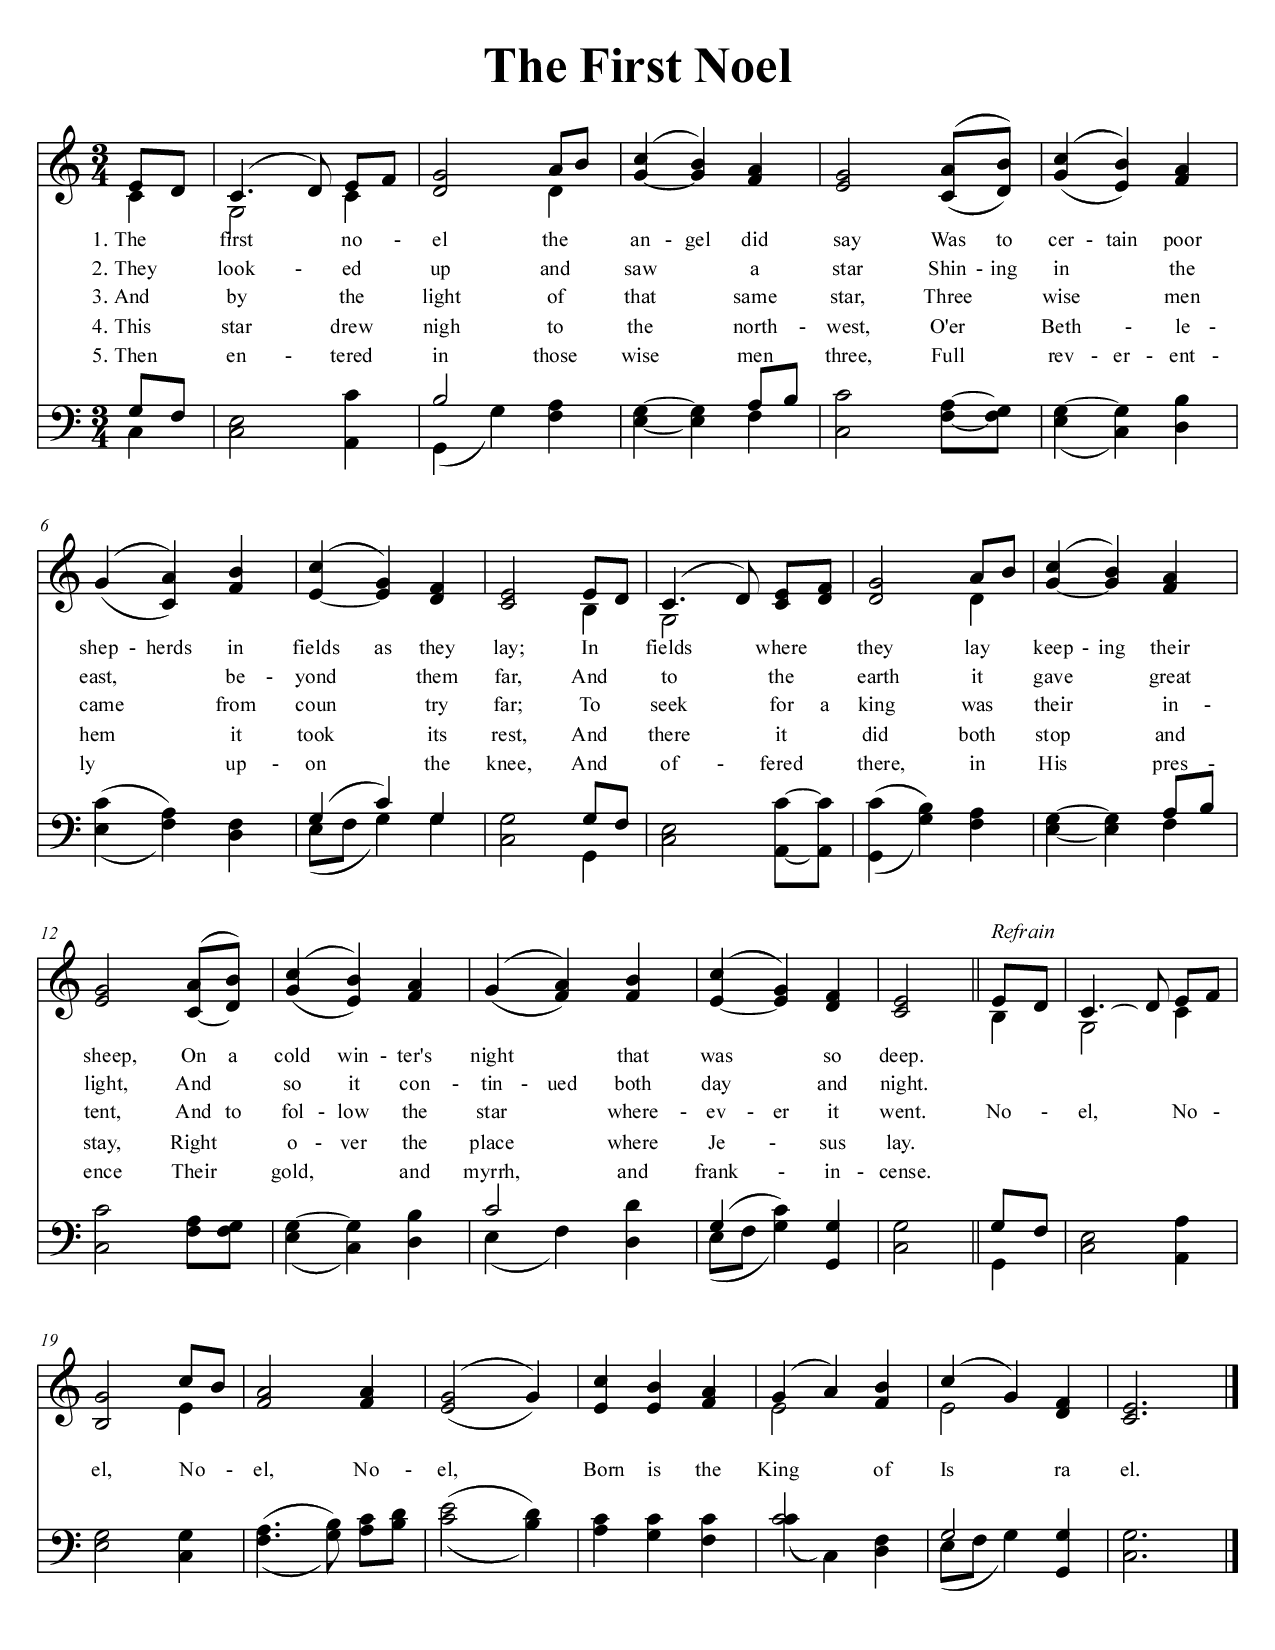 The First Noel
3
4
1. The first no - el the an - gel did say Was to cer - tain poor
2. They look - ed up and saw a star Shin - ing in the
3. And by the light of that same star, Three wise men
4. This star drew nigh to the north - west, O'er Beth - le -
5. Then en - tered in those wise men three, Full rev - er - ent -
3
4
6
shep - herds in fields as they lay; In fields where they lay keep - ing their
east, be - yond them far, And to the earth it gave great
came from coun try far; To seek for a king was their in -
hem it took its rest, And there it did both stop and
ly up - on the knee, And of - fered there, in His pres -
12
Refrain
sheep, On a cold win - ter's night that was so deep.
light, And so it con - tin - ued both day and night.
tent, And to fol - low the star where - ev - er it went. No - el, No -
stay, Right o - ver the place where Je - sus lay.
ence Their gold, and myrrh, and frank - in - cense.
19
el, No - el, No - el, Born is the King of Is ra el.